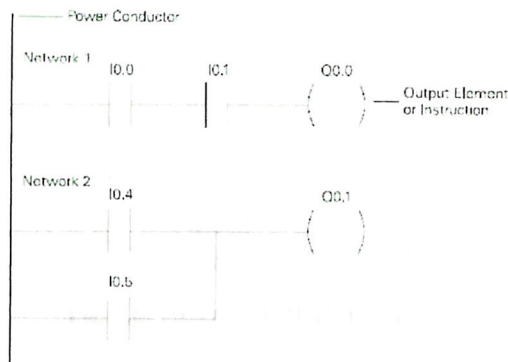 Power Conductor
Network 1
I0.0 I0.1 Q0.0
Output Element
or Instruction
Network 2
I0.4 Q0.1
I0.5